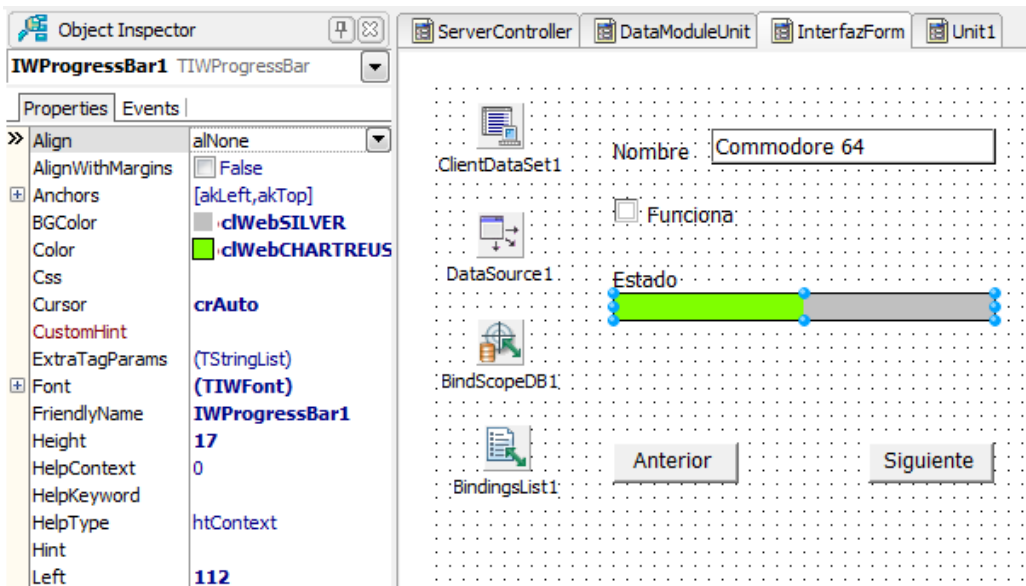 Object Inspector
IWProgressBar1 TIWProgressBar
Properties Events
Align alNone
AlignWithMargins False
Anchors [akLeft,akTop]
BGColor clWebSILVER
Color clWebCHARTREUS
Css
Cursor crAuto
CustomHint
ExtraTagParams (TStringList)
Font (TIWFont)
FriendlyName IWProgressBar1
Height 17
HelpContext 0
HelpKeyword
HelpType htContext
Hint
Left 112
ServerController DataModuleUnit InterfazForm Unit1
ClientDataSet1
Nombre Commodore 64
Funciona
DataSource1
Estado
BindScopeDB1
BindingsList1
Anterior Siguiente